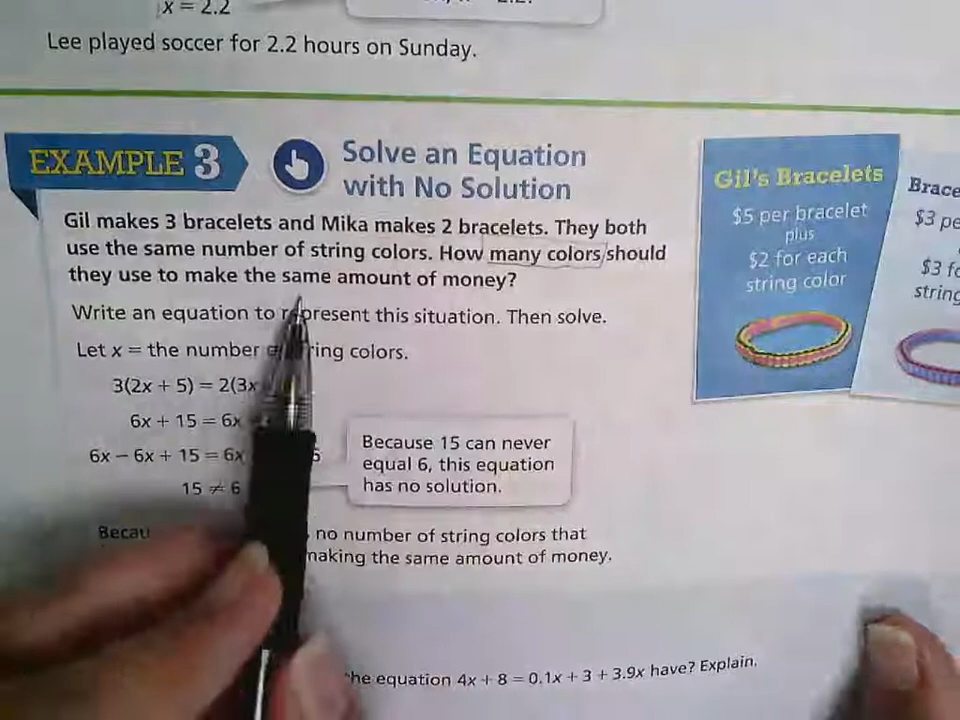 x = 2.2
Lee played soccer for 2.2 hours on Sunday.
EXAMPLE 3
Solve an Equation
with No Solution
Gil makes 3 bracelets and Mika makes 2 bracelets. They both
use the same number of string colors. How many colors should
they use to make the same amount of money?
Write an equation to represent this situation. Then solve.
Let x = the number ring colors.
3(2x + 5) = 2(3x
6x + 15 = 6x
6x − 6x + 15 = 6x
15 ≠ 6
Because 15 can never
equal 6, this equation
has no solution.
Becau no number of string colors that
making the same amount of money.
he equation 4x + 8 = 0.1x + 3 + 3.9x have? Explain.
Gil's Bracelets
$5 per bracelet
plus
$2 for each
string color
Brace
$3 pe
$3 fo
string